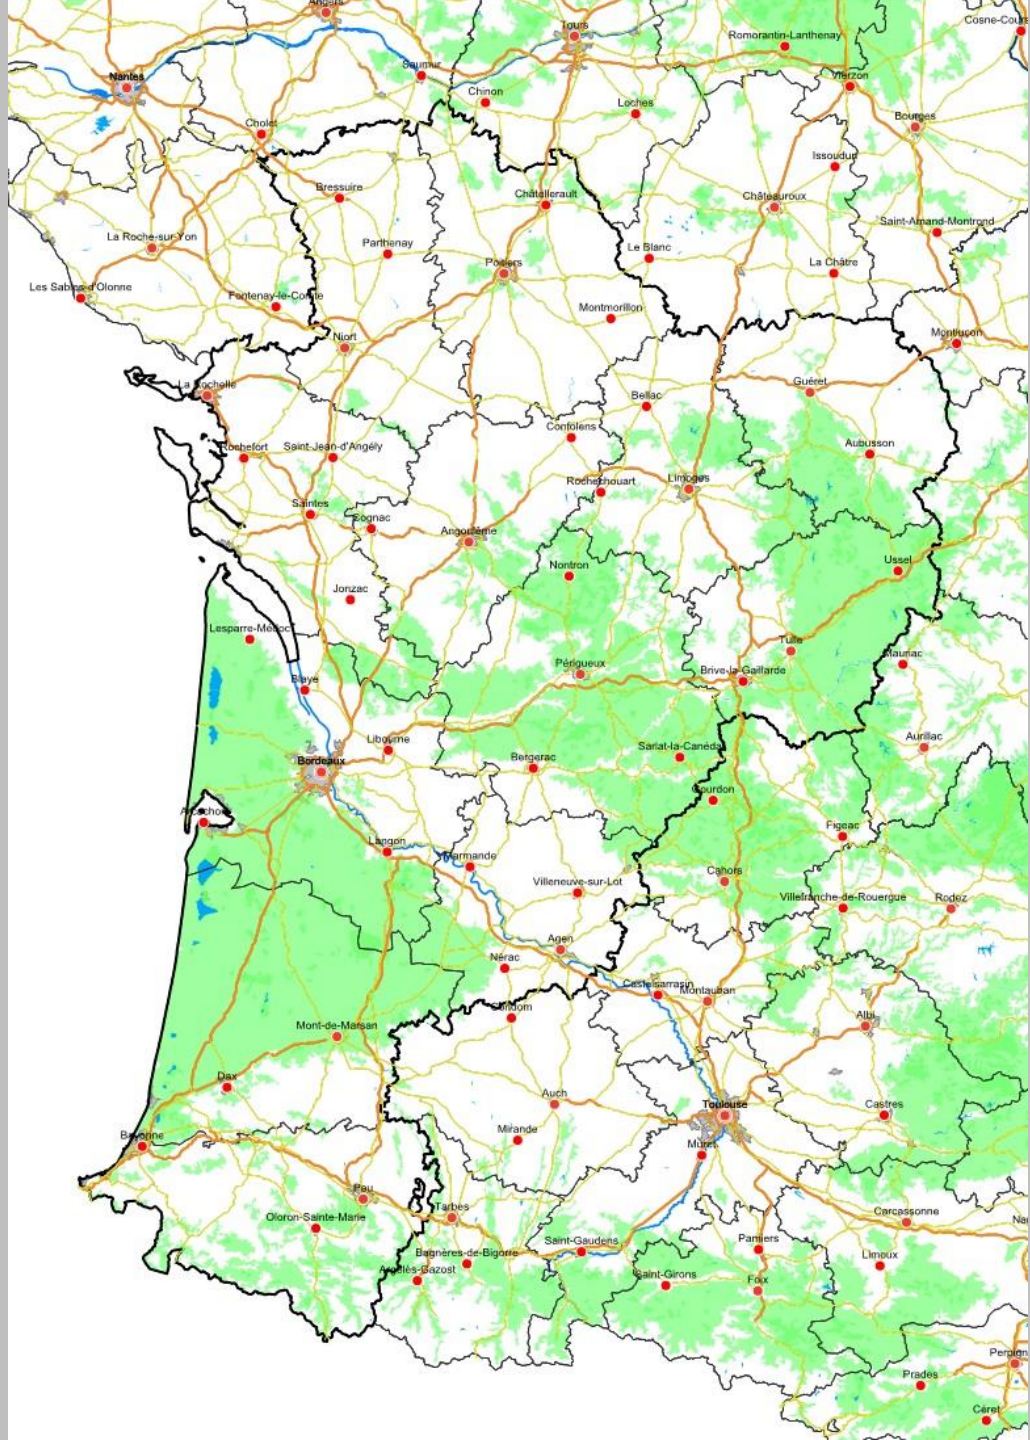 Angers
Tours
Romorantin-Lanthenay
Cosne-Cours
Saumur
Nantes
Chinon
Vierzon
Loches
Bourges
Cholet
Issoudun
Bressuire
Châtellerault
Châteauroux
Saint-Amand-Montrond
La Roche-sur-Yon
Parthenay
Le Blanc
Poitiers
La Châtre
Les Sables-d'Olonne
Fontenay-le-Comte
Montmorillon
Niort
Montluçon
La Rochelle
Guéret
Bellac
Confolens
Aubusson
Rochefort
Saint-Jean-d'Angély
Rochechouart
Limoges
Saintes
Cognac
Angoulême
Ussel
Nontron
Jonzac
Lesparre-Médoc
Tulle
Mauriac
Périgueux
Brive-la-Gaillarde
Blaye
Libourne
Sarlat-la-Canéda
Aurillac
Bordeaux
Bergerac
Gourdon
Arcachon
Figeac
Langon
Marmande
Cahors
Villeneuve-sur-Lot
Villefranche-de-Rouergue
Rodez
Agen
Nérac
Castelsarrasin
Montauban
Condom
Albi
Mont-de-Marsan
Dax
Auch
Toulouse
Castres
Mirande
Bayonne
Muret
Pau
Tarbes
Carcassonne
Oloron-Sainte-Marie
Saint-Gaudens
Pamiers
Bagnères-de-Bigorre
Limoux
Argelès-Gazost
Saint-Girons
Foix
Perpign
Prades
Céret